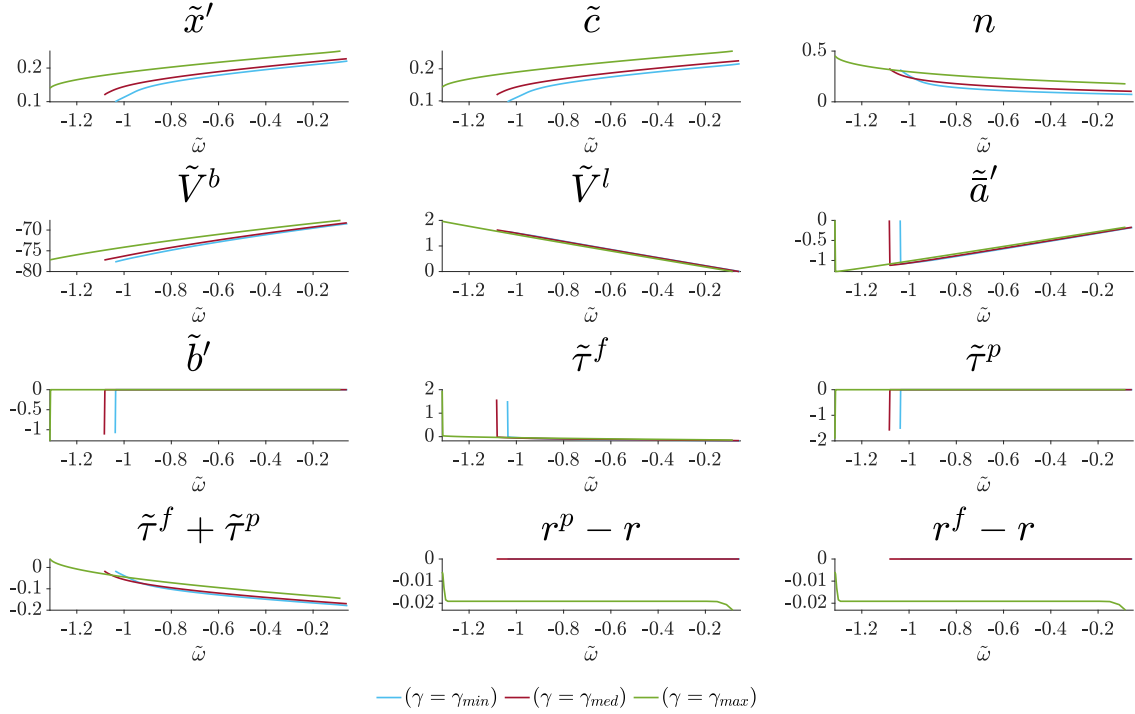 x̃′ c̃ n
0.2 0.2 0.5
0.1 0.1 0
-1.2 -1 -0.8 -0.6 -0.4 -0.2 -1.2 -1 -0.8 -0.6 -0.4 -0.2 -1.2 -1 -0.8 -0.6 -0.4 -0.2
ω̃ ω̃ ω̃
Ṽᵇ Ṽˡ ã̄′
-70 2 0
-75 1 -0.5
-80 0 -1
-1.2 -1 -0.8 -0.6 -0.4 -0.2 -1.2 -1 -0.8 -0.6 -0.4 -0.2 -1.2 -1 -0.8 -0.6 -0.4 -0.2
ω̃ ω̃ ω̃
b̃′ τ̃ᶠ τ̃ᵖ
0 2 0
-0.5 1 -1
-1 0 -2
-1.2 -1 -0.8 -0.6 -0.4 -0.2 -1.2 -1 -0.8 -0.6 -0.4 -0.2 -1.2 -1 -0.8 -0.6 -0.4 -0.2
ω̃ ω̃ ω̃
τ̃ᶠ + τ̃ᵖ rᵖ − r rᶠ − r
0 0 0
-0.1 -0.01 -0.01
-0.2 -0.02 -0.02
-1.2 -1 -0.8 -0.6 -0.4 -0.2 -1.2 -1 -0.8 -0.6 -0.4 -0.2 -1.2 -1 -0.8 -0.6 -0.4 -0.2
ω̃ ω̃ ω̃
(γ = γ_min) (γ = γ_med) (γ = γ_max)